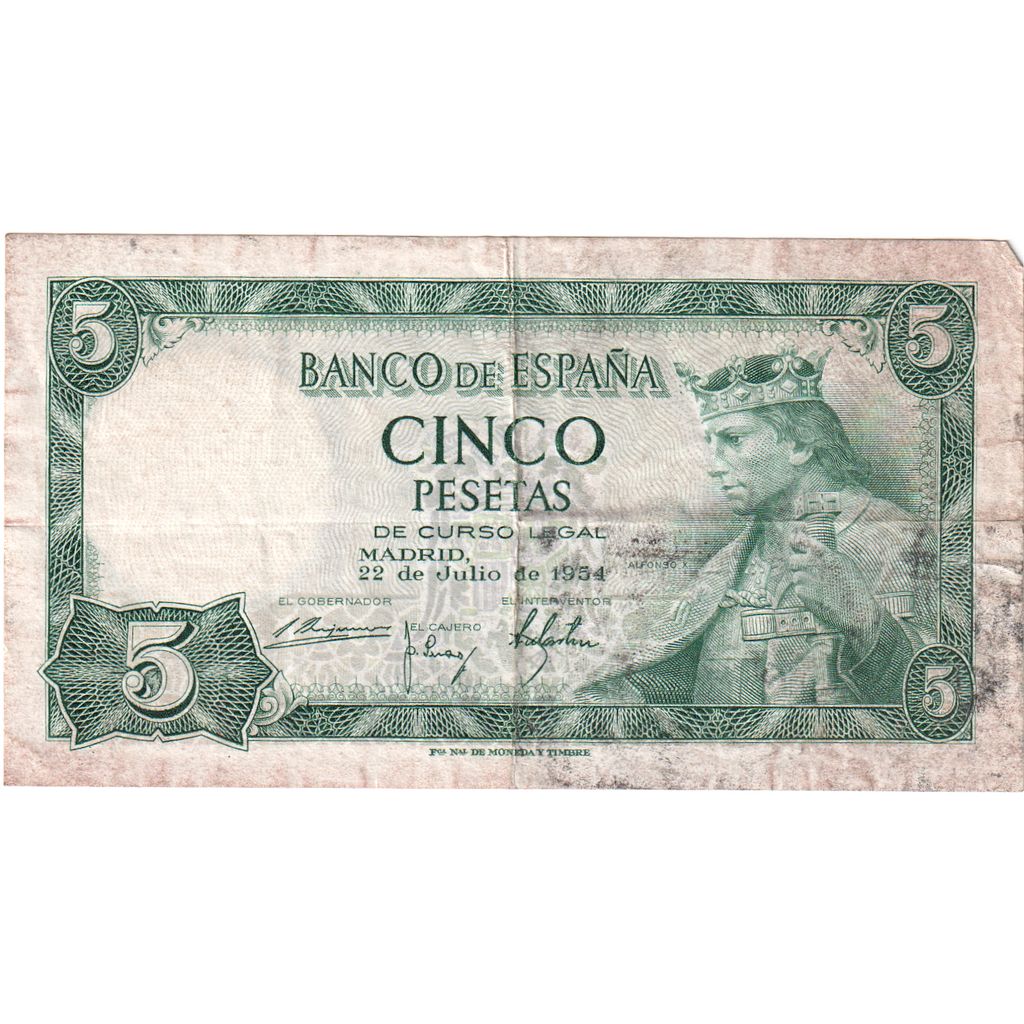 5 5
BANCO DE ESPAÑA
CINCO
PESETAS
DE CURSO LEGAL
MADRID,
22 de Julio de 1954
ALFONSO X
EL GOBERNADOR EL INTERVENTOR
EL CAJERO
5 5
Fca. Nal. DE MONEDA Y TIMBRE